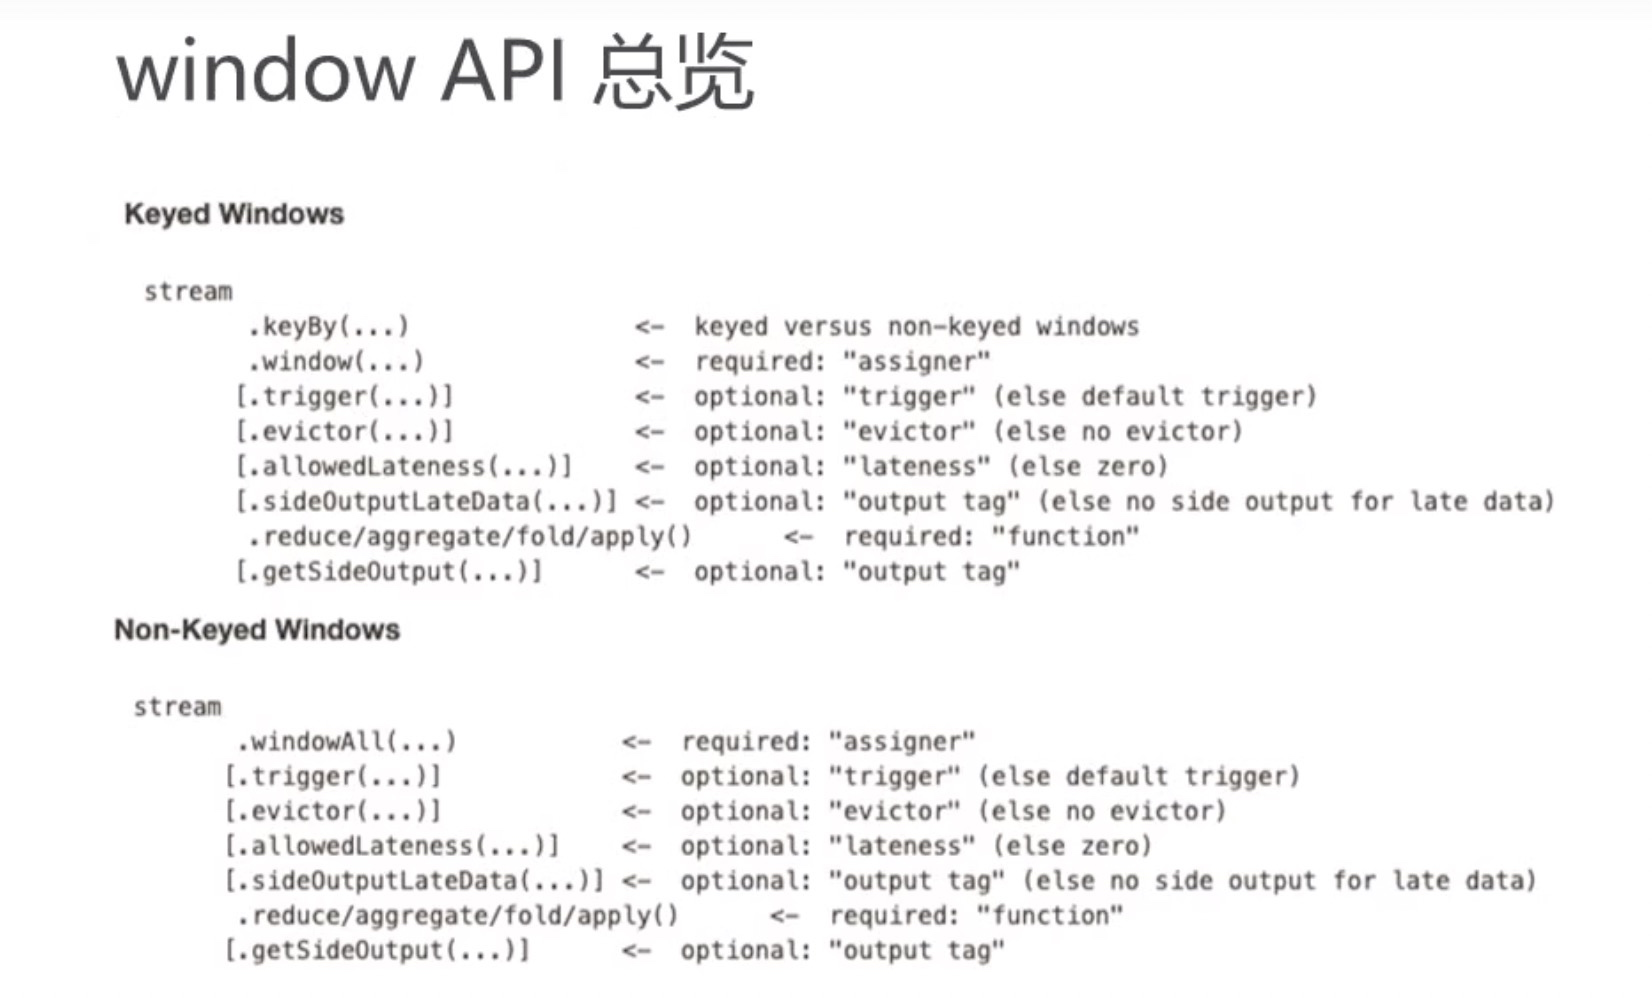 window API 总览
Keyed Windows
stream
.keyBy(...) <- keyed versus non-keyed windows
.window(...) <- required: "assigner"
[.trigger(...)] <- optional: "trigger" (else default trigger)
[.evictor(...)] <- optional: "evictor" (else no evictor)
[.allowedLateness(...)] <- optional: "lateness" (else zero)
[.sideOutputLateData(...)] <- optional: "output tag" (else no side output for late data)
.reduce/aggregate/fold/apply() <- required: "function"
[.getSideOutput(...)] <- optional: "output tag"
Non-Keyed Windows
stream
.windowAll(...) <- required: "assigner"
[.trigger(...)] <- optional: "trigger" (else default trigger)
[.evictor(...)] <- optional: "evictor" (else no evictor)
[.allowedLateness(...)] <- optional: "lateness" (else zero)
[.sideOutputLateData(...)] <- optional: "output tag" (else no side output for late data)
.reduce/aggregate/fold/apply() <- required: "function"
[.getSideOutput(...)] <- optional: "output tag"